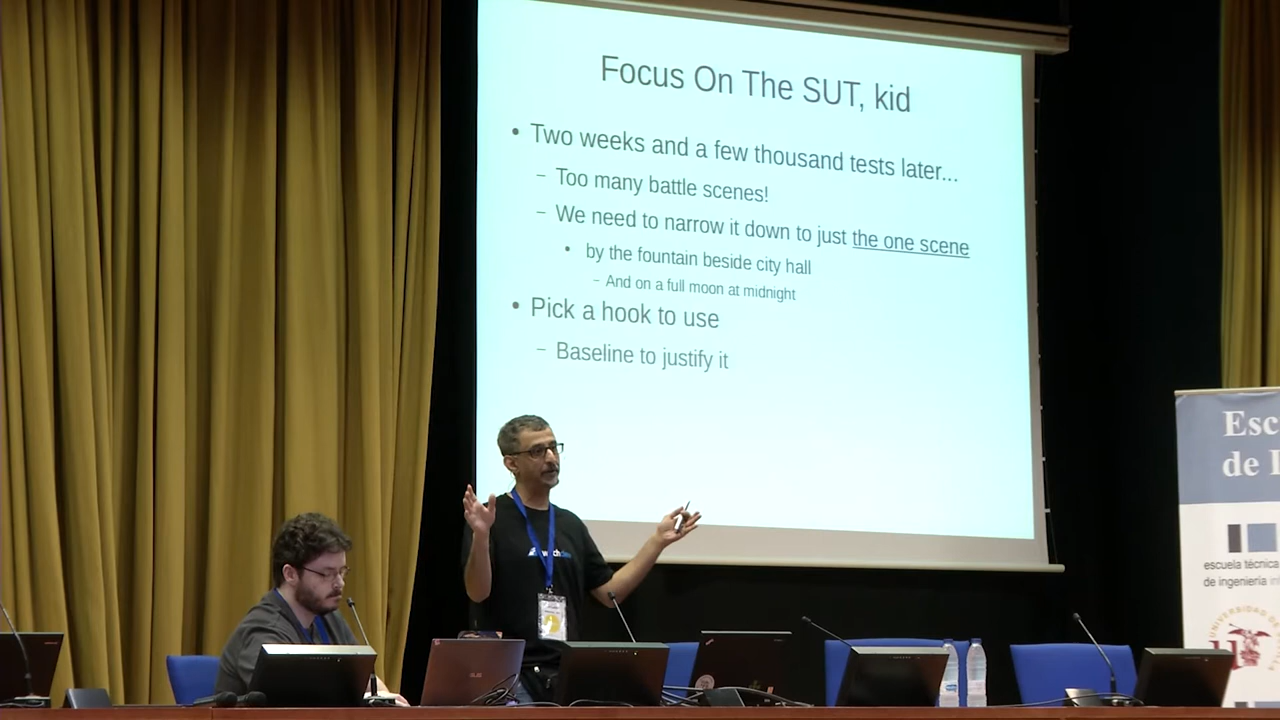 Focus On The SUT, kid
• Two weeks and a few thousand tests later...
– Too many battle scenes!
– We need to narrow it down to just the one scene
• by the fountain beside city hall
– And on a full moon at midnight
• Pick a hook to use
– Baseline to justify it
Esc
de I
escuela técnica
de ingeniería
UNIVERSIDAD